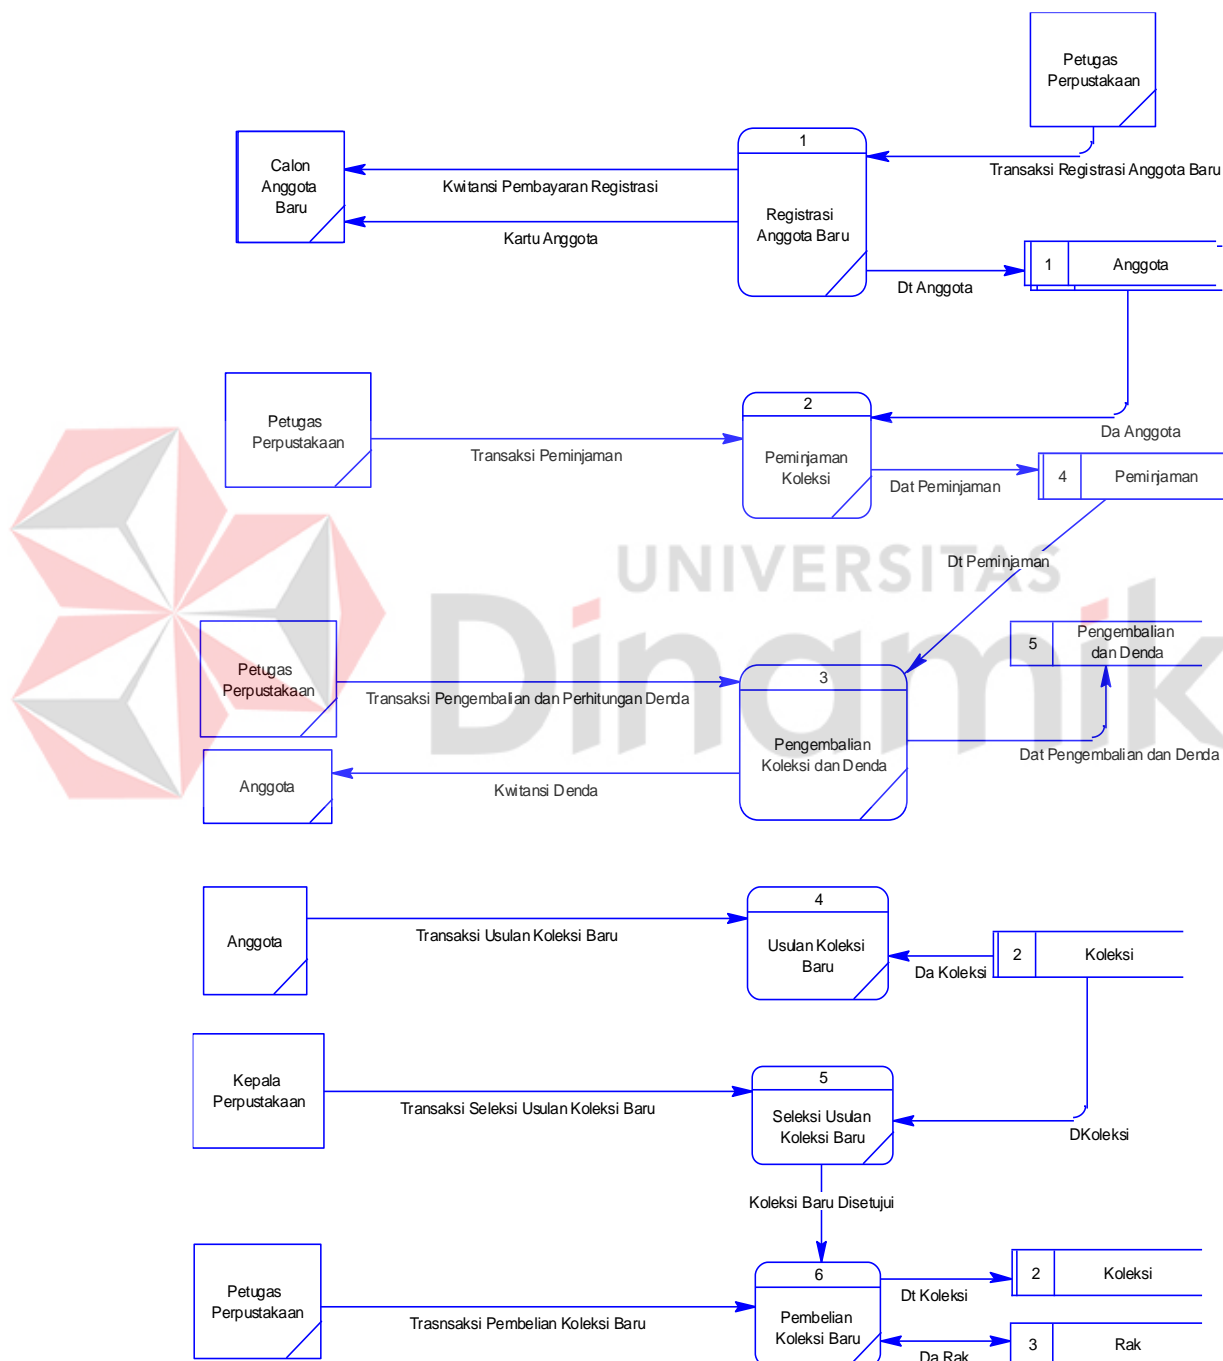 Petugas
Perpustakaan
Calon
Anggota
Baru
1
Registrasi
Anggota Baru
Transaksi Registrasi Anggota Baru
Kwitansi Pembayaran Registrasi
Kartu Anggota
Dt Anggota
1
Anggota
Petugas
Perpustakaan
Transaksi Peminjaman
2
Peminjaman
Koleksi
Da Anggota
Dat Peminjaman
4
Peminjaman
Dt Peminjaman
UNIVERSITAS
Dinamika
Petugas
Perpustakaan
Transaksi Pengembalian dan Perhitungan Denda
3
Pengembalian
Koleksi dan Denda
5
Pengembalian
dan Denda
Dat Pengembalian dan Denda
Anggota
Kwitansi Denda
Anggota
Transaksi Usulan Koleksi Baru
4
Usulan Koleksi
Baru
Da Koleksi
2
Koleksi
Kepala
Perpustakaan
Transaksi Seleksi Usulan Koleksi Baru
5
Seleksi Usulan
Koleksi Baru
DKoleksi
Koleksi Baru Disetujui
Petugas
Perpustakaan
Trasnsaksi Pembelian Koleksi Baru
6
Pembelian
Koleksi Baru
Dt Koleksi
2
Koleksi
Da Rak
3
Rak